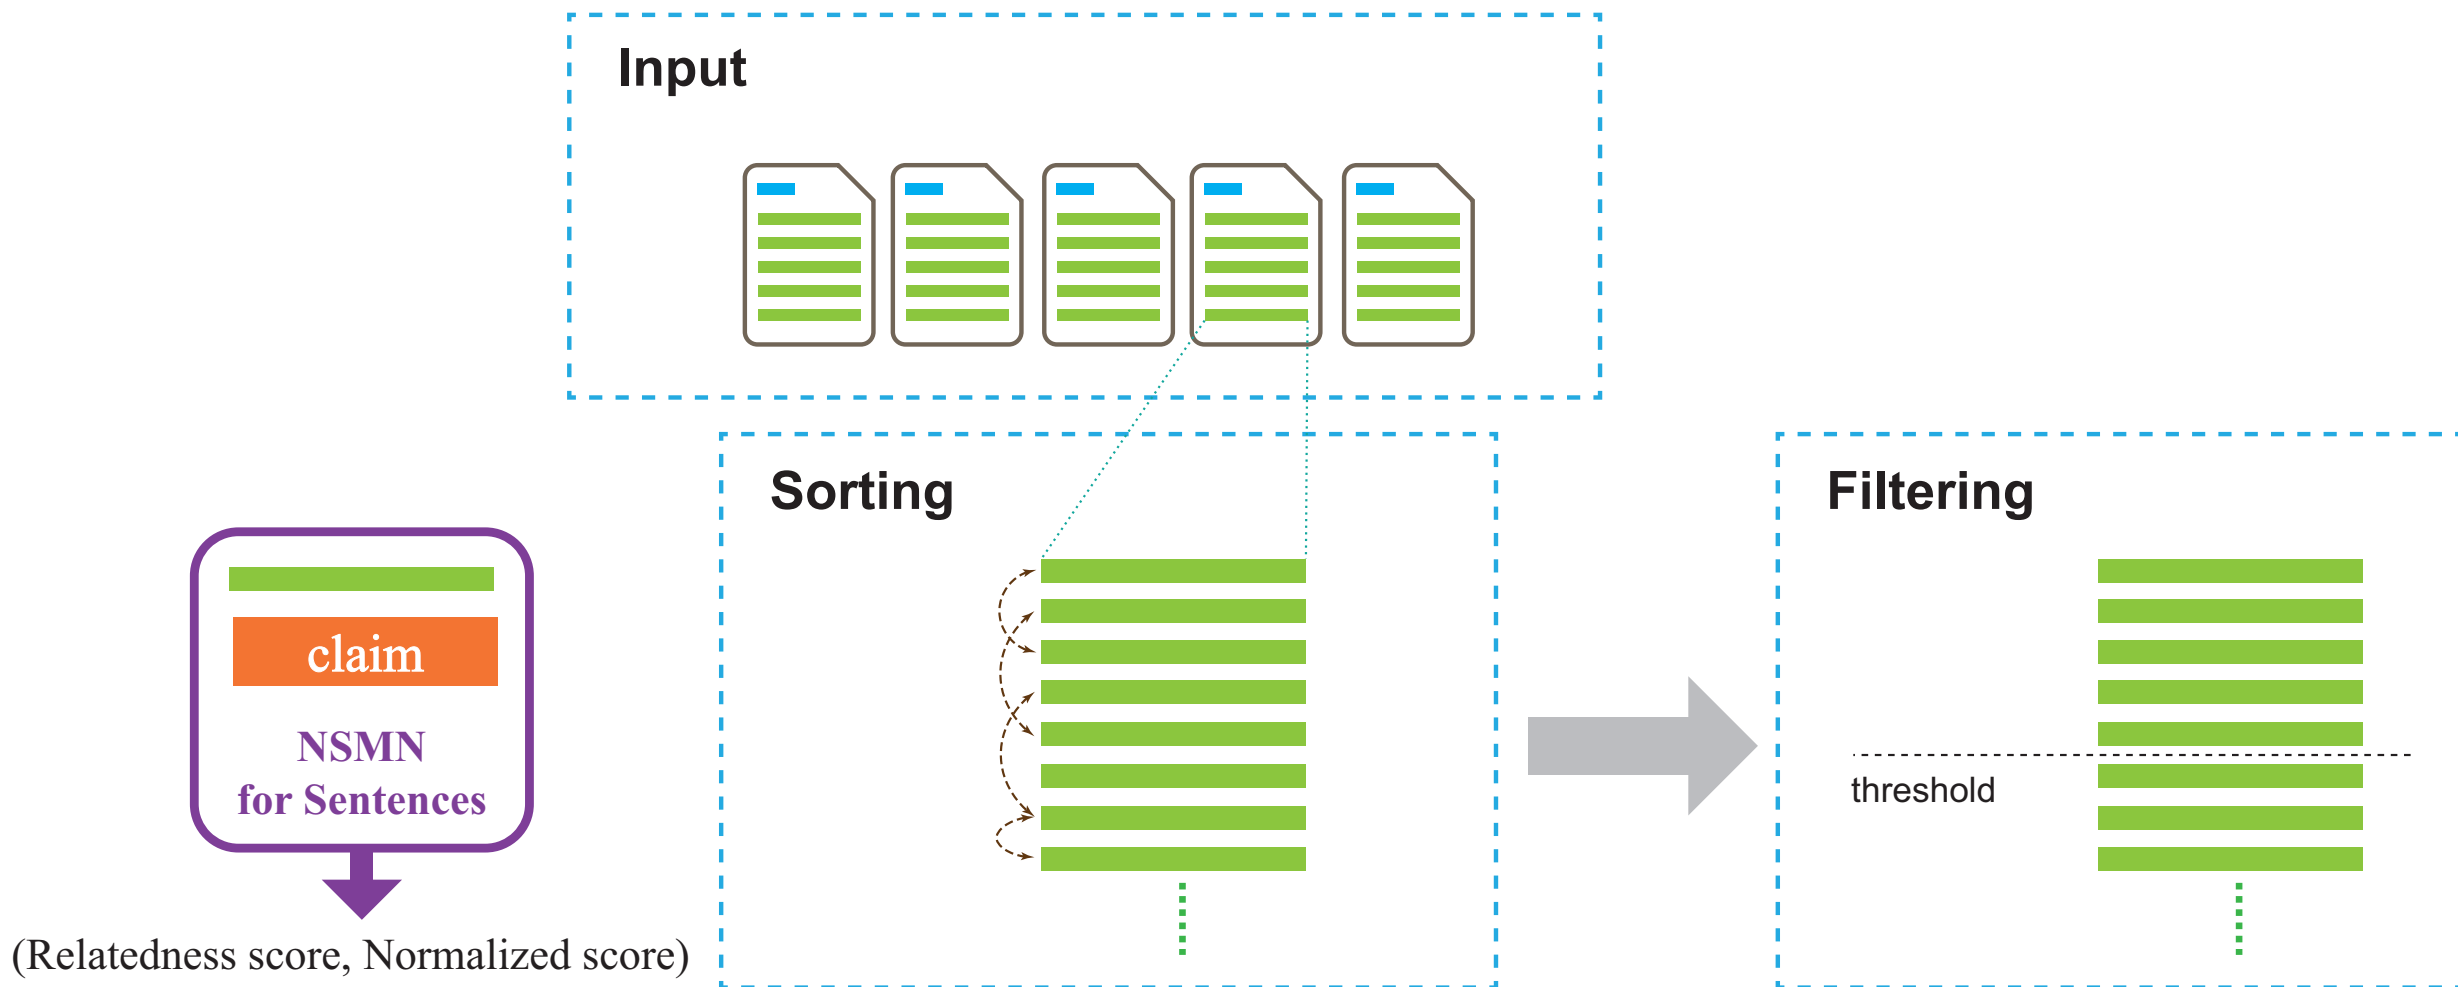 Input
Sorting
Filtering
claim
NSMN
for Sentences
threshold
(Relatedness score, Normalized score)